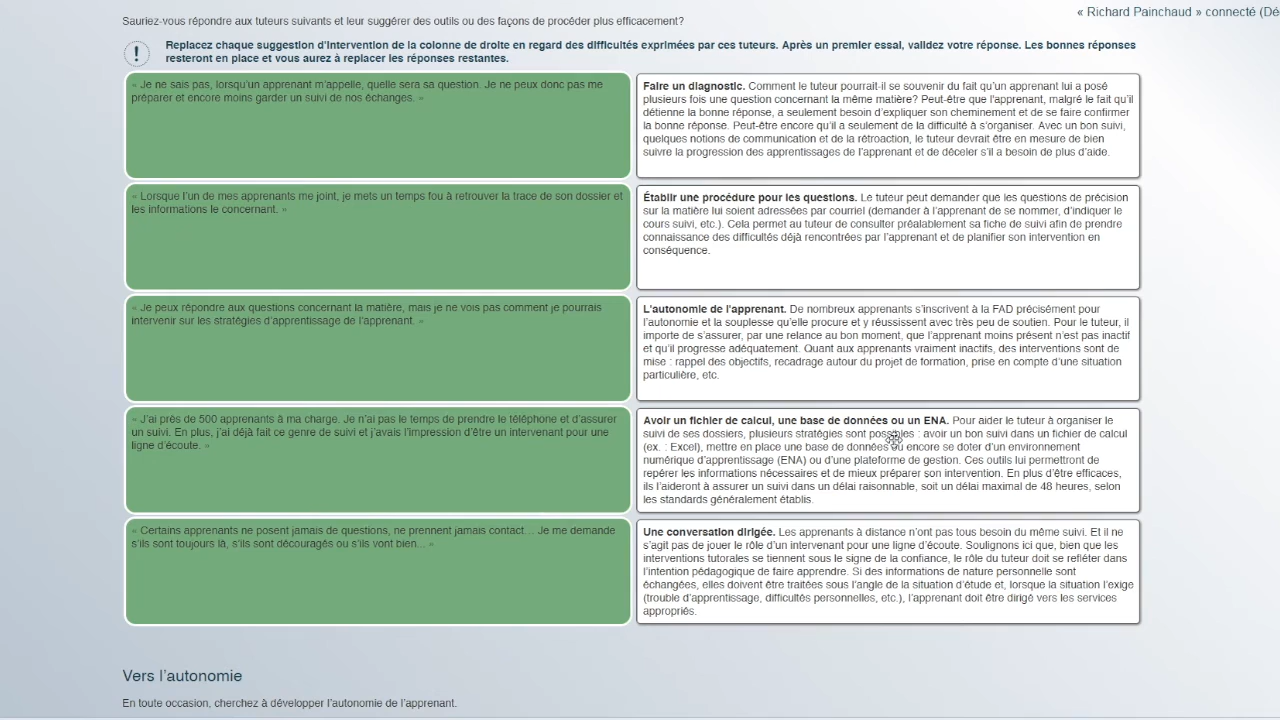 « Richard Painchaud » connecté (Dé
Sauriez-vous répondre aux tuteurs suivants et leur suggérer des outils ou des façons de procéder plus efficacement?
! Replacez chaque suggestion d'intervention de la colonne de droite en regard des difficultés exprimées par ces tuteurs. Après un premier essai, validez votre réponse. Les bonnes réponses
resteront en place et vous aurez à replacer les réponses restantes.
« Je ne sais pas, lorsqu'un apprenant m'appelle, quelle sera sa question. Je ne peux donc pas me
préparer et encore moins garder un suivi de nos échanges. »
Faire un diagnostic. Comment le tuteur pourrait-il se souvenir du fait qu'un apprenant lui a posé
plusieurs fois une question concernant la même matière? Peut-être que l'apprenant, malgré le fait qu'il
détienne la bonne réponse, a seulement besoin d'expliquer son cheminement et de se faire confirmer
la bonne réponse. Peut-être encore qu'il a seulement de la difficulté à s'organiser. Avec un bon suivi,
quelques notions de communication et de la rétroaction, le tuteur devrait être en mesure de bien
suivre la progression des apprentissages de l'apprenant et de déceler s'il a besoin de plus d'aide.
« Lorsque l'un de mes apprenants me joint, je mets un temps fou à retrouver la trace de son dossier et
les informations le concernant. »
Établir une procédure pour les questions. Le tuteur peut demander que les questions de précision
sur la matière lui soient adressées par courriel (demander à l'apprenant de se nommer, d'indiquer le
cours suivi, etc.). Cela permet au tuteur de consulter préalablement sa fiche de suivi afin de prendre
connaissance des difficultés déjà rencontrées par l'apprenant et de planifier son intervention en
conséquence.
« Je peux répondre aux questions concernant la matière, mais je ne vois pas comment je pourrais
intervenir sur les stratégies d'apprentissage de l'apprenant. »
L'autonomie de l'apprenant. De nombreux apprenants s'inscrivent à la FAD précisément pour
l'autonomie et la souplesse qu'elle procure et y réussissent avec très peu de soutien. Pour le tuteur, il
importe de s'assurer, par une relance au bon moment, que l'apprenant moins présent n'est pas inactif
et qu'il progresse adéquatement. Quant aux apprenants vraiment inactifs, des interventions sont de
mise : rappel des objectifs, recadrage autour du projet de formation, prise en compte d'une situation
particulière, etc.
« J'ai près de 500 apprenants à ma charge. Je n'ai pas le temps de prendre le téléphone et d'assurer
un suivi. En plus, j'ai déjà fait ce genre de suivi et j'avais l'impression d'être un intervenant pour une
ligne d'écoute. »
Avoir un fichier de calcul, une base de données ou un ENA. Pour aider le tuteur à organiser le
suivi de ses dossiers, plusieurs stratégies sont possibles : avoir un bon suivi dans un fichier de calcul
(ex. : Excel), mettre en place une base de données ou encore se doter d'un environnement
numérique d'apprentissage (ENA) ou d'une plateforme de gestion. Ces outils lui permettront de
repérer les informations nécessaires et de mieux préparer son intervention. En plus d'être efficaces,
ils l'aideront à assurer un suivi dans un délai raisonnable, soit un délai maximal de 48 heures, selon
les standards généralement établis.
« Certains apprenants ne posent jamais de questions, ne prennent jamais contact... Je me demande
s'ils sont toujours là, s'ils sont découragés ou s'ils vont bien... »
Une conversation dirigée. Les apprenants à distance n'ont pas tous besoin du même suivi. Et il ne
s'agit pas de jouer le rôle d'un intervenant pour une ligne d'écoute. Soulignons ici que, bien que les
interventions tutorales se tiennent sous le signe de la confiance, le rôle du tuteur doit se refléter dans
l'intention pédagogique de faire apprendre. Si des informations de nature personnelle sont
échangées, elles doivent être traitées sous l'angle de la situation d'étude et, lorsque la situation l'exige
(trouble d'apprentissage, difficultés personnelles, etc.), l'apprenant doit être dirigé vers les services
appropriés.
Vers l'autonomie
En toute occasion, cherchez à développer l'autonomie de l'apprenant.